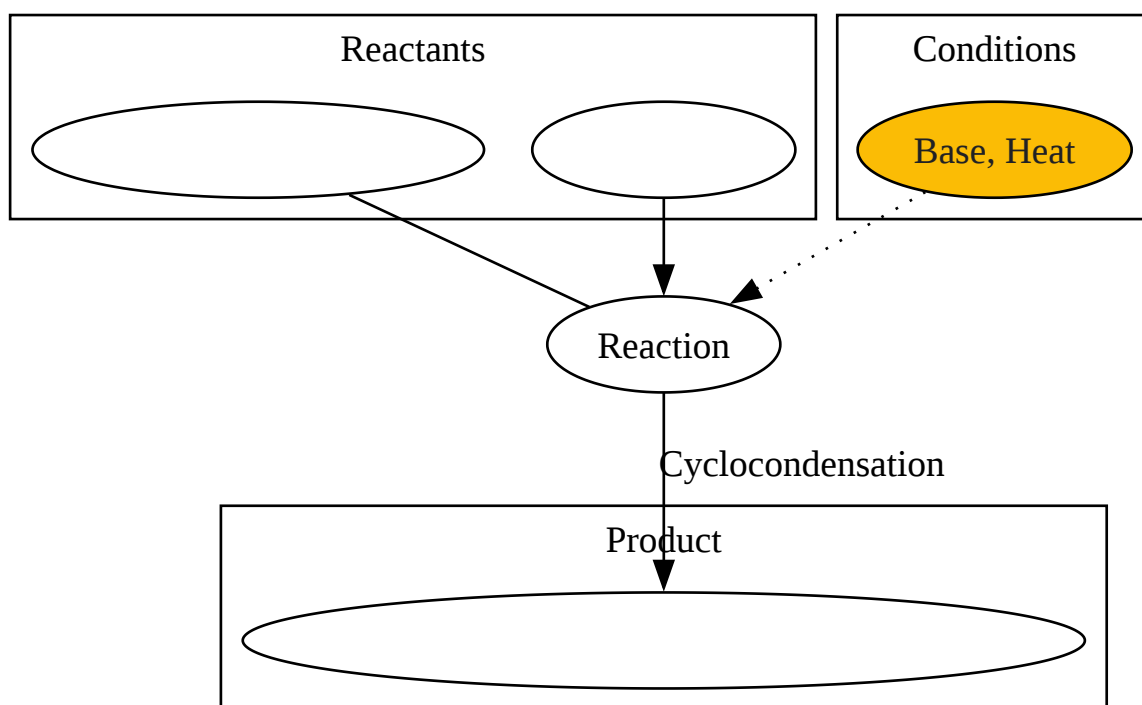 Reactants
Conditions
Base, Heat
Reaction
Cyclocondensation
Product